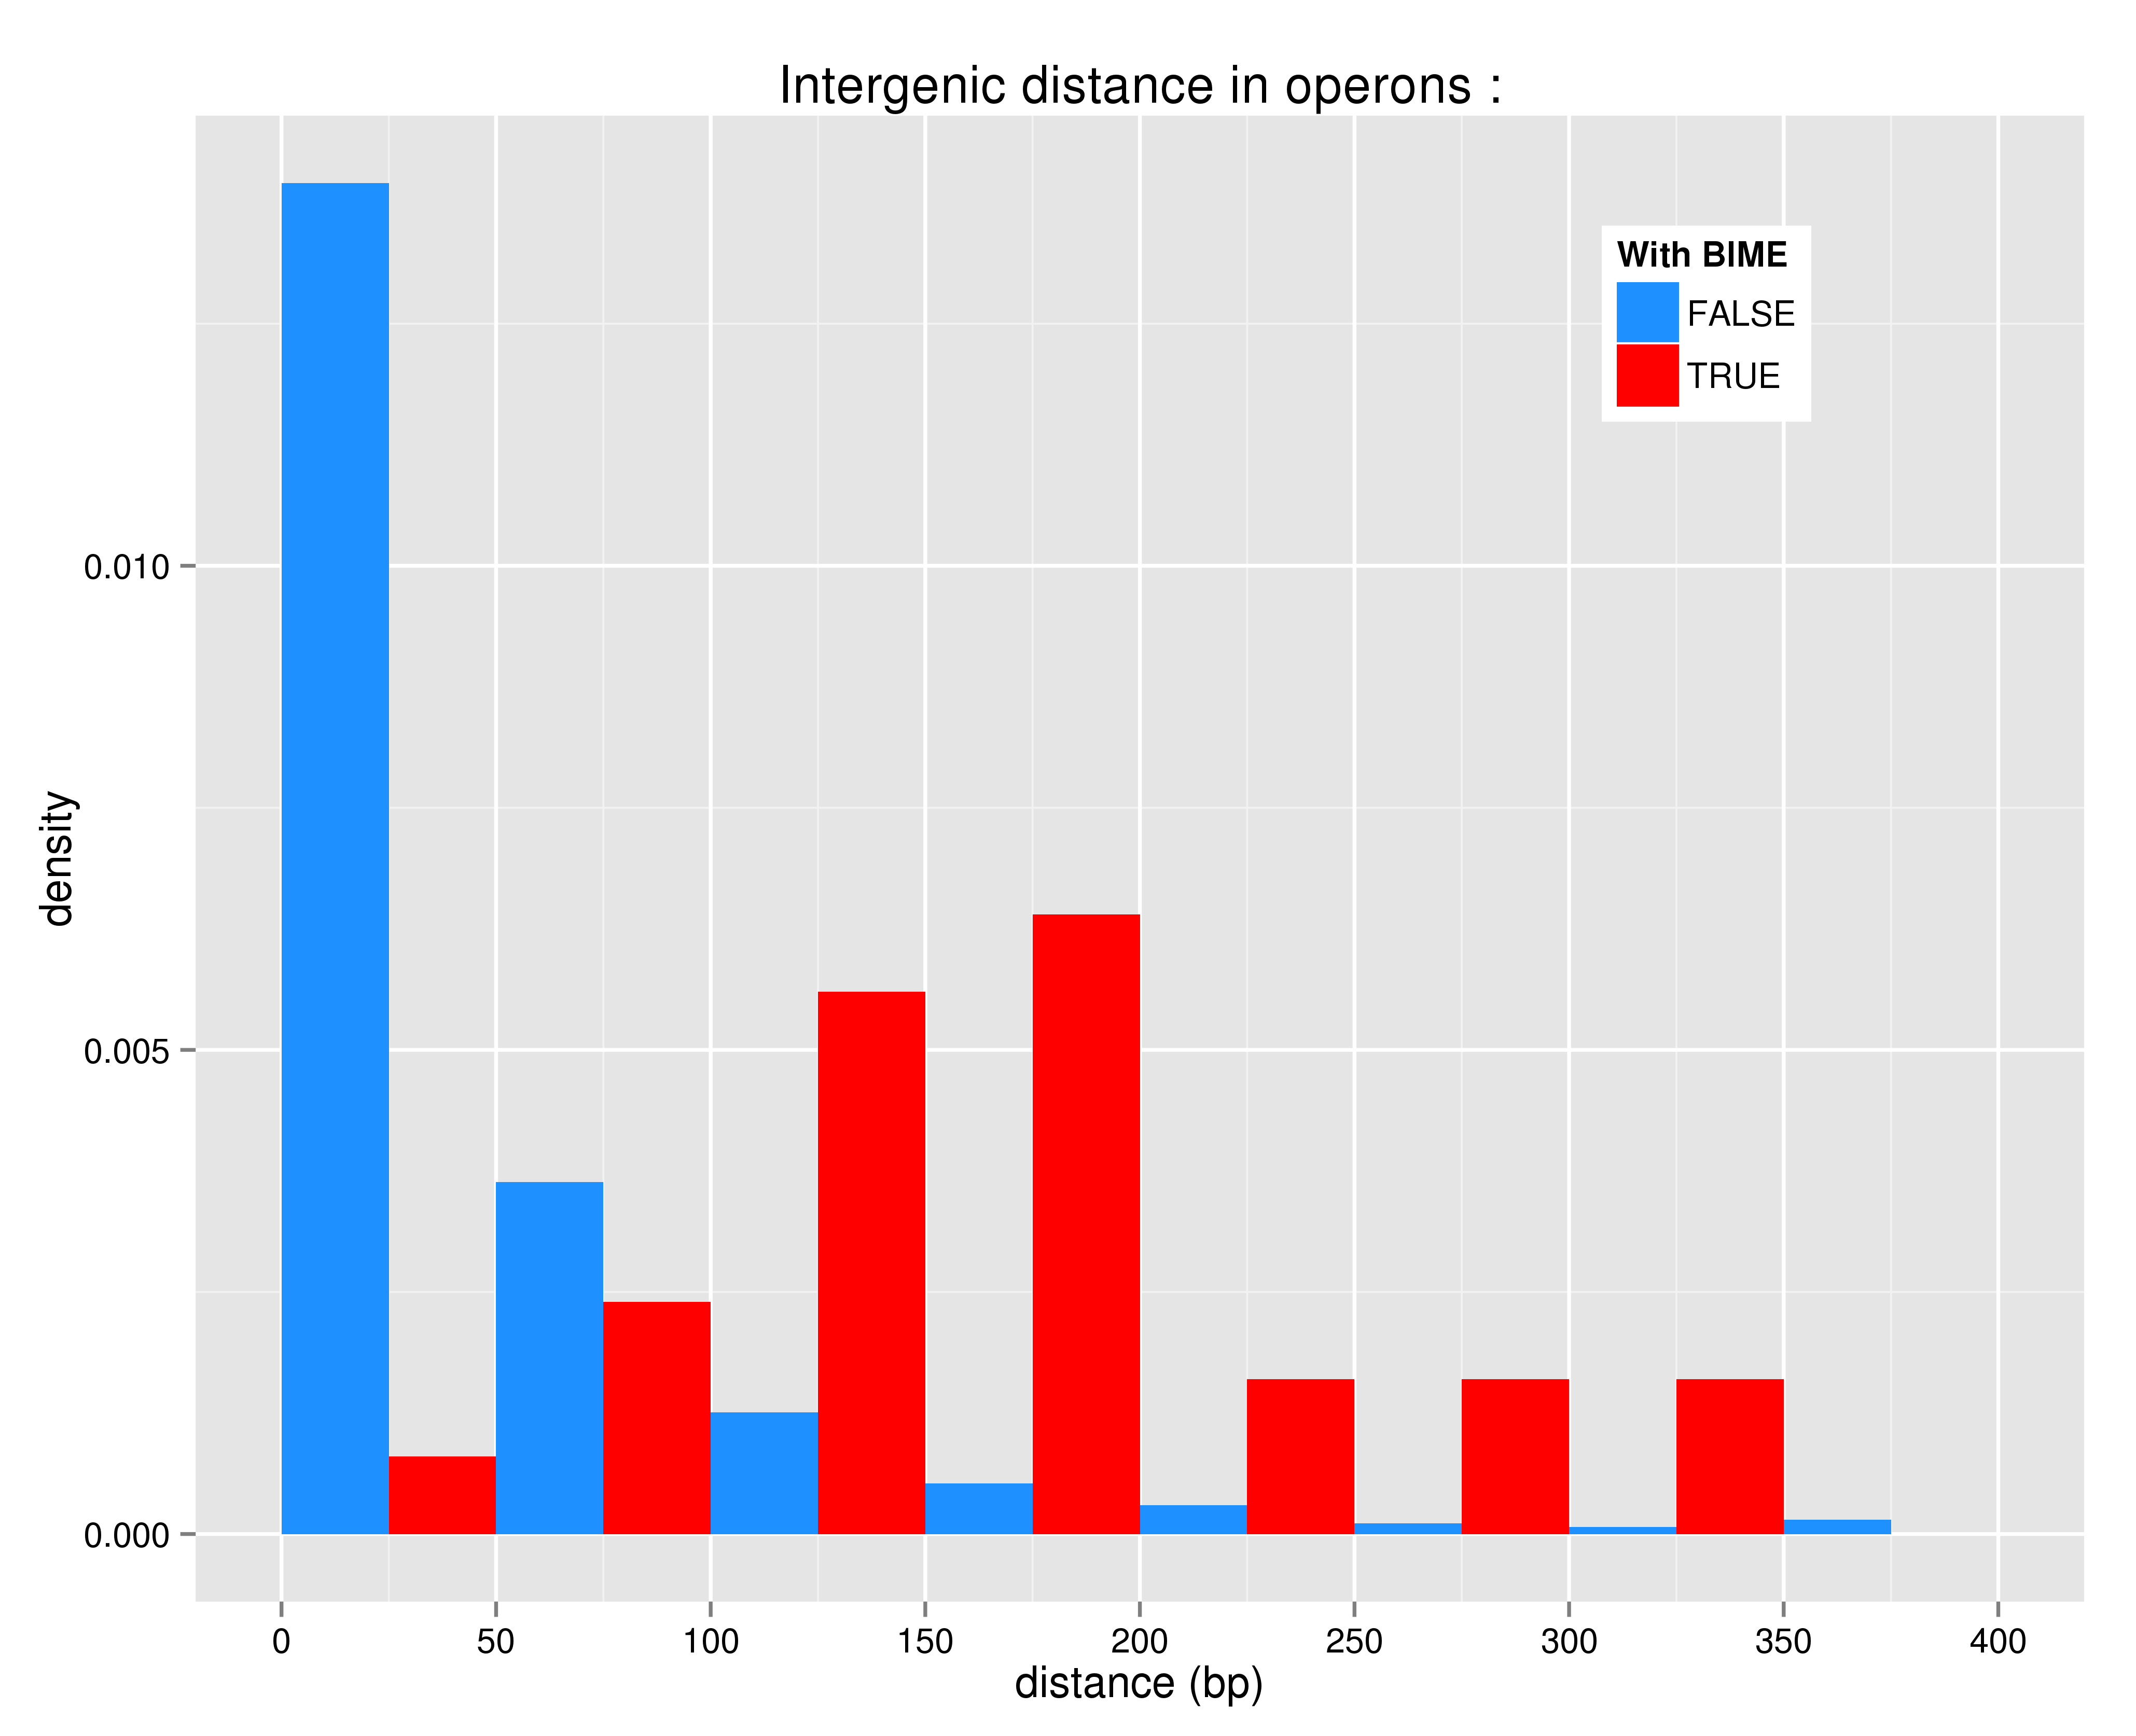 Intergenic distance in operons :
With BIME
FALSE
TRUE
0.010
0.005
0.000
density
0 50 100 150 200 250 300 350 400
distance (bp)